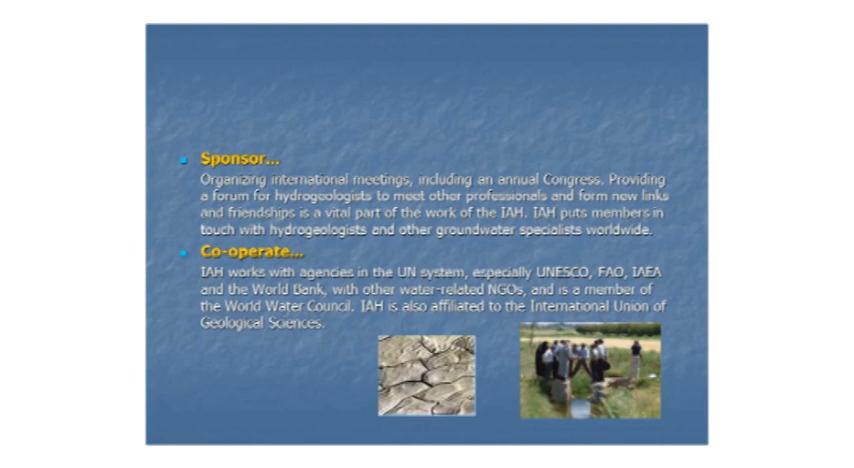 Sponsor...
Organizing international meetings, including an annual Congress. Providing
a forum for hydrogeologists to meet other professionals and form new links
and friendships is a vital part of the work of the IAH. IAH puts members in
touch with hydrogeologists and other groundwater specialists worldwide.
Co-operate...
IAH works with agencies in the UN system, especially UNESCO, FAO, IAEA
and the World Bank, with other water-related NGOs, and is a member of
the World Water Council. IAH is also affiliated to the International Union of
Geological Sciences.